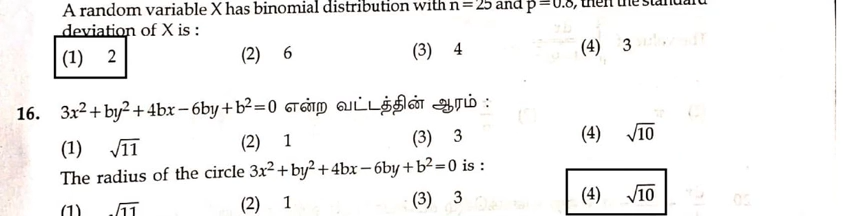 A random variable X has binomial distribution with n=25 and p=0.8, then the standard
deviation of X is :
(1) 2 (2) 6 (3) 4 (4) 3
16. 3x²+by²+4bx−6by+b²=0 என்ற வட்டத்தின் ஆரம் :
(1) √11 (2) 1 (3) 3 (4) √10
The radius of the circle 3x²+by²+4bx−6by+b²=0 is :
(1) √11 (2) 1 (3) 3 (4) √10